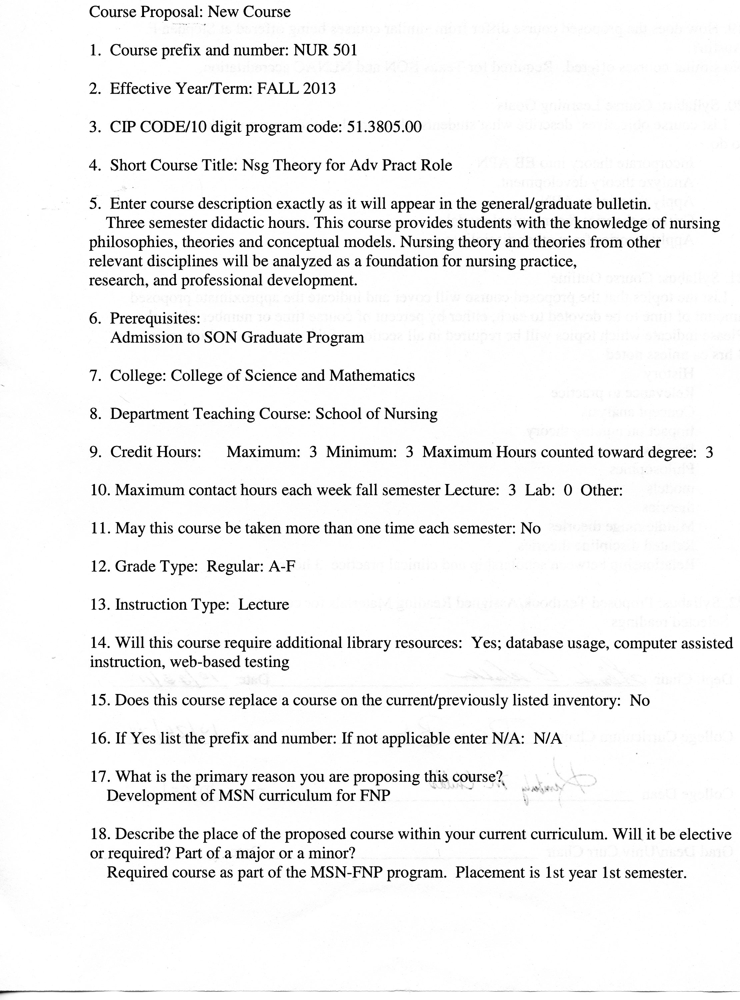 Course Proposal: New Course
1. Course prefix and number: NUR 501
2. Effective Year/Term: FALL 2013
3. CIP CODE/10 digit program code: 51.3805.00
4. Short Course Title: Nsg Theory for Adv Pract Role
5. Enter course description exactly as it will appear in the general/graduate bulletin.
Three semester didactic hours. This course provides students with the knowledge of nursing
philosophies, theories and conceptual models. Nursing theory and theories from other
relevant disciplines will be analyzed as a foundation for nursing practice,
research, and professional development.
6. Prerequisites:
Admission to SON Graduate Program
7. College: College of Science and Mathematics
8. Department Teaching Course: School of Nursing
9. Credit Hours: Maximum: 3 Minimum: 3 Maximum Hours counted toward degree: 3
10. Maximum contact hours each week fall semester Lecture: 3 Lab: 0 Other:
11. May this course be taken more than one time each semester: No
12. Grade Type: Regular: A-F
13. Instruction Type: Lecture
14. Will this course require additional library resources: Yes; database usage, computer assisted
instruction, web-based testing
15. Does this course replace a course on the current/previously listed inventory: No
16. If Yes list the prefix and number: If not applicable enter N/A: N/A
17. What is the primary reason you are proposing this course?
Development of MSN curriculum for FNP
18. Describe the place of the proposed course within your current curriculum. Will it be elective
or required? Part of a major or a minor?
Required course as part of the MSN-FNP program. Placement is 1st year 1st semester.